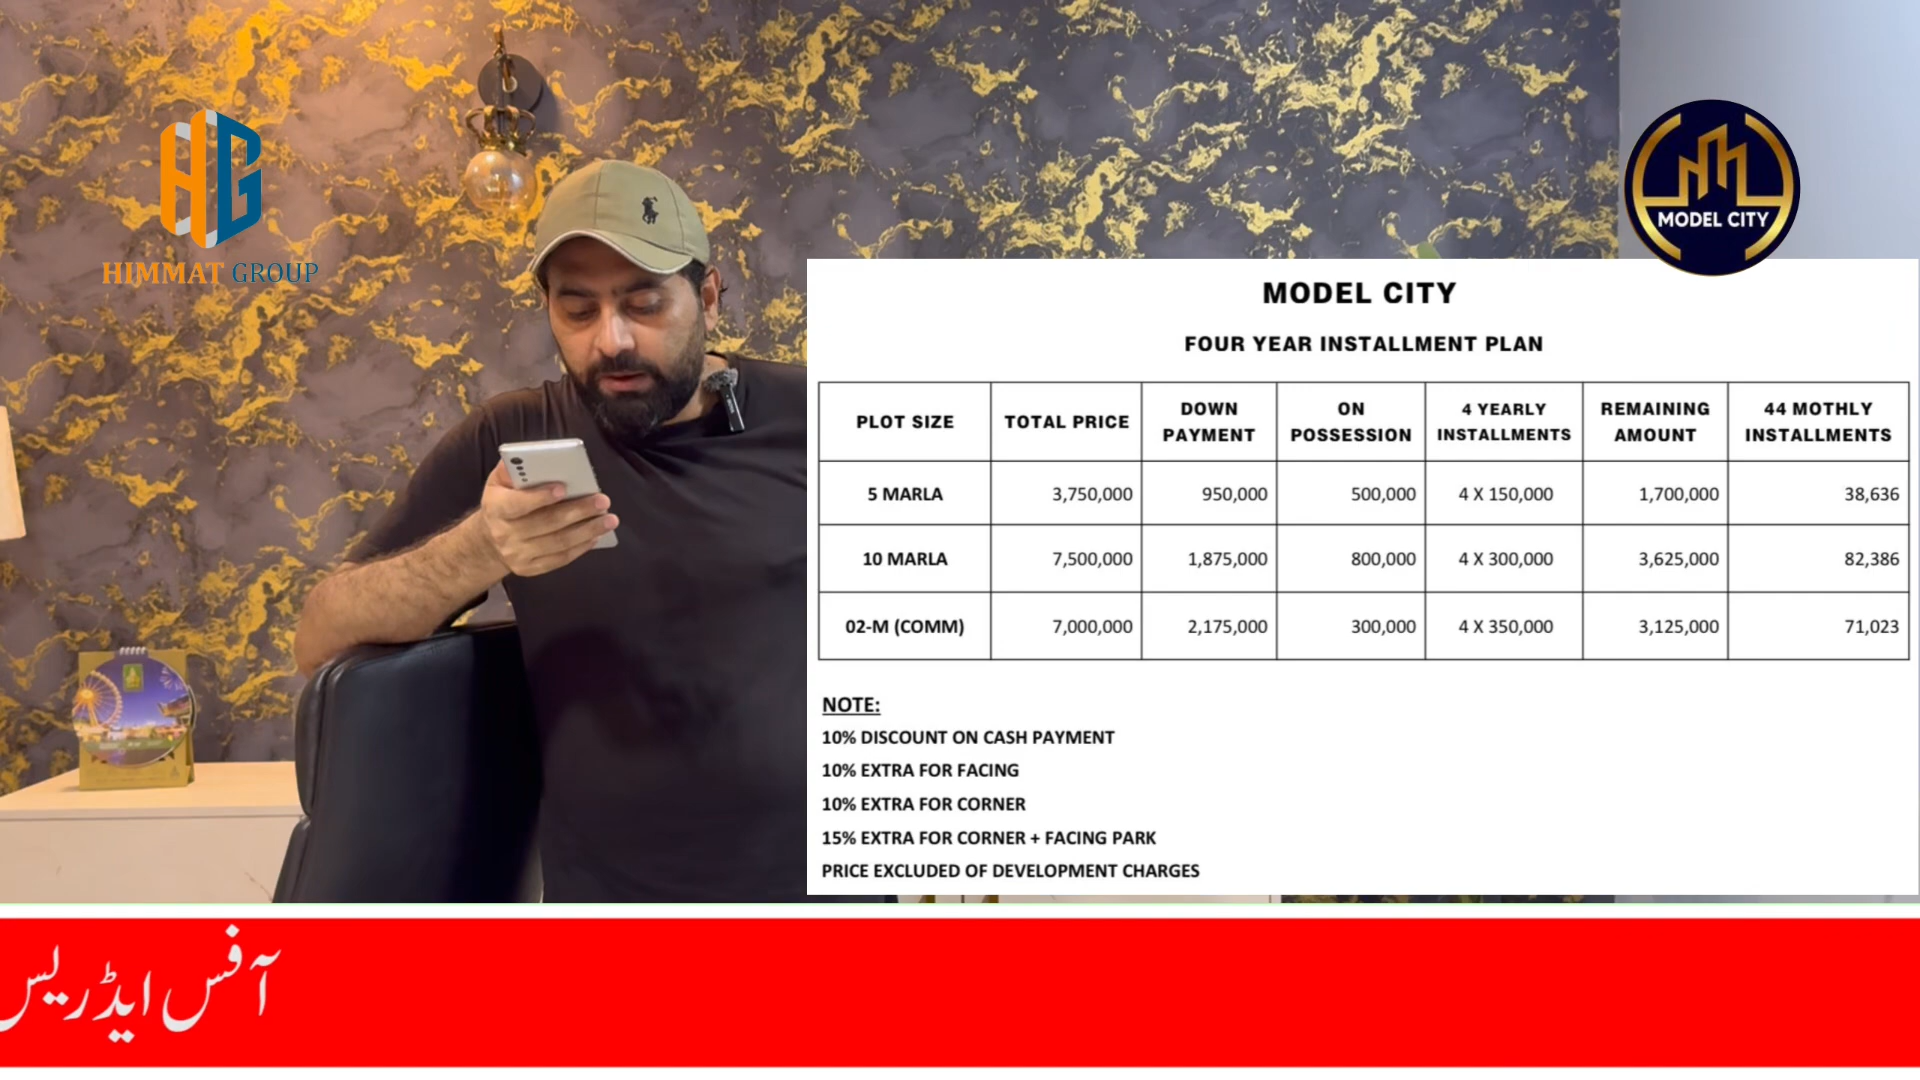 HG
HIMMAT GROUP
MODEL CITY
MODEL CITY
FOUR YEAR INSTALLMENT PLAN
PLOT SIZE TOTAL PRICE DOWN PAYMENT ON POSSESSION 4 YEARLY INSTALLMENTS REMAINING AMOUNT 44 MOTHLY INSTALLMENTS
5 MARLA 3,750,000 950,000 500,000 4 X 150,000 1,700,000 38,636
10 MARLA 7,500,000 1,875,000 800,000 4 X 300,000 3,625,000 82,386
02-M (COMM) 7,000,000 2,175,000 300,000 4 X 350,000 3,125,000 71,023
NOTE:
10% DISCOUNT ON CASH PAYMENT
10% EXTRA FOR FACING
10% EXTRA FOR CORNER
15% EXTRA FOR CORNER + FACING PARK
PRICE EXCLUDED OF DEVELOPMENT CHARGES
آفس ایڈریس